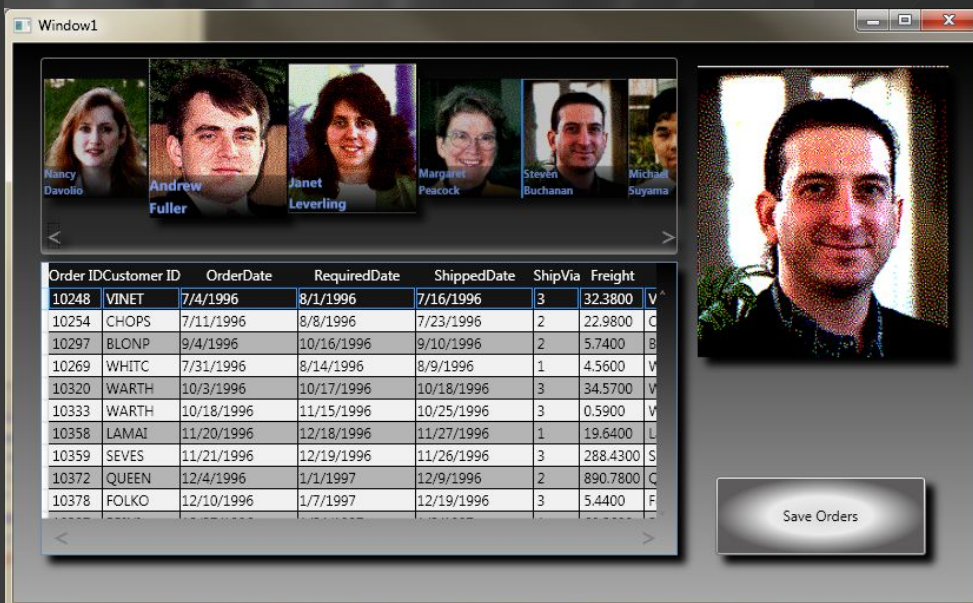 Window1
Nancy
Davolio
Andrew
Fuller
Janet
Leverling
Margaret
Peacock
Steven
Buchanan
Michael
Suyama
< >
Order ID Customer ID OrderDate RequiredDate ShippedDate ShipVia Freight
10248 VINET 7/4/1996 8/1/1996 7/16/1996 3 32.3800 V
10254 CHOPS 7/11/1996 8/8/1996 7/23/1996 2 22.9800 C
10297 BLONP 9/4/1996 10/16/1996 9/10/1996 2 5.7400 B
10269 WHITC 7/31/1996 8/14/1996 8/9/1996 1 4.5600 W
10320 WARTH 10/3/1996 10/17/1996 10/18/1996 3 34.5700 W
10333 WARTH 10/18/1996 11/15/1996 10/25/1996 3 0.5900 W
10358 LAMAI 11/20/1996 12/18/1996 11/27/1996 1 19.6400 L
10359 SEVES 11/21/1996 12/19/1996 11/26/1996 3 288.4300 S
10372 QUEEN 12/4/1996 1/1/1997 12/9/1996 2 890.7800 Q
10378 FOLKO 12/10/1996 1/7/1997 12/19/1996 3 5.4400 F
< >
Save Orders